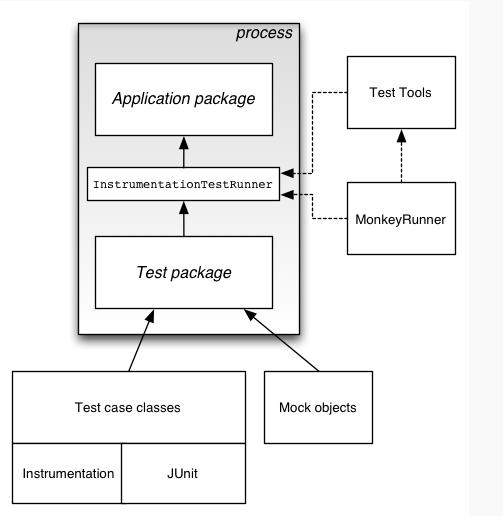 process
Application package
Test Tools
InstrumentationTestRunner
MonkeyRunner
Test package
Test case classes
Mock objects
Instrumentation
JUnit